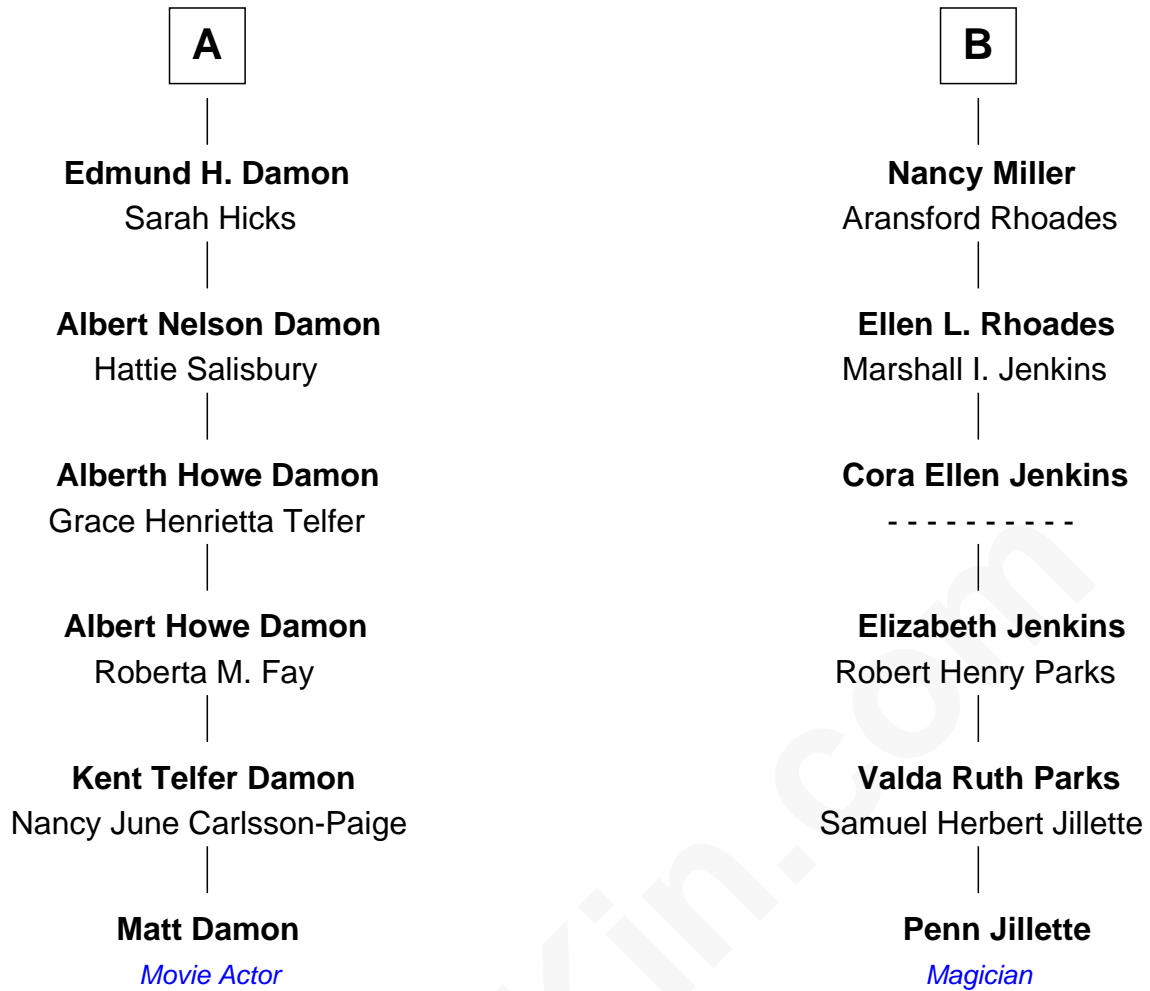 A
B
Edmund H. Damon
Nancy Miller
Sarah Hicks
Aransford Rhoades
Albert Nelson Damon
Ellen L. Rhoades
Hattie Salisbury
Marshall I. Jenkins
Alberth Howe Damon
Cora Ellen Jenkins
Grace Henrietta Telfer
- - - - - - - - - -
Albert Howe Damon
Elizabeth Jenkins
Roberta M. Fay
Robert Henry Parks
Kent Telfer Damon
Valda Ruth Parks
Nancy June Carlsson-Paige
Samuel Herbert Jillette
Matt Damon
Penn Jillette
Movie Actor
Magician
Kin.com